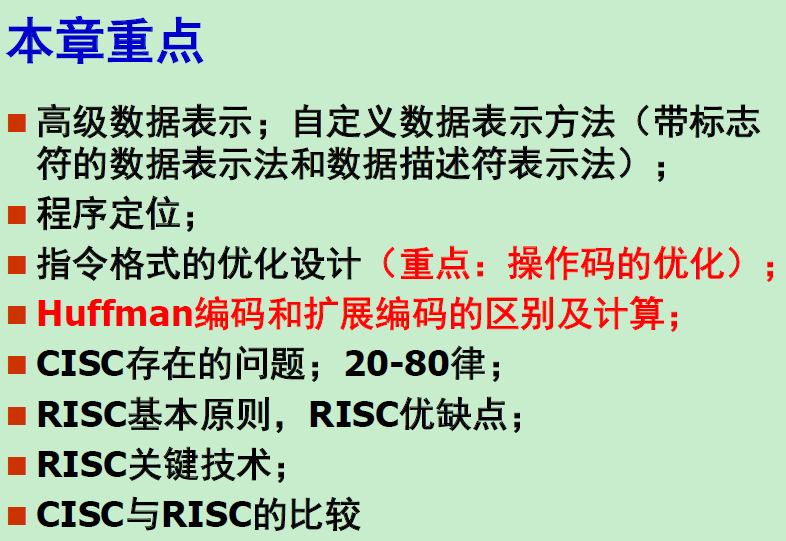 本章重点
高级数据表示；自定义数据表示方法（带标志
符的数据表示法和数据描述符表示法）；
程序定位；
指令格式的优化设计（重点：操作码的优化）；
Huffman编码和扩展编码的区别及计算；
CISC存在的问题；20-80律；
RISC基本原则，RISC优缺点；
RISC关键技术；
CISC与RISC的比较